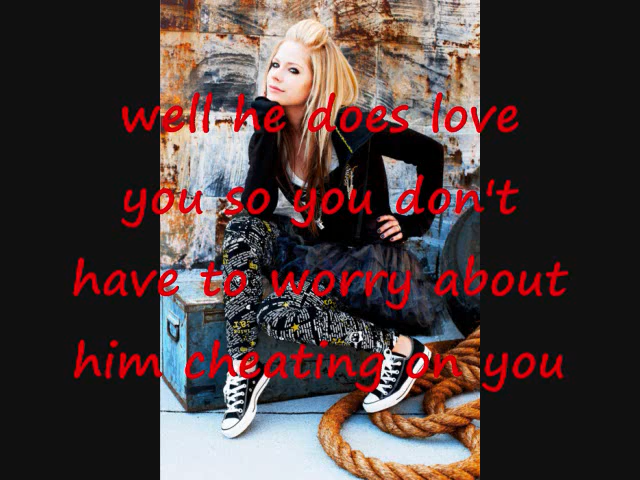 well he does love
you so you don't
have to worry about
him cheating on you